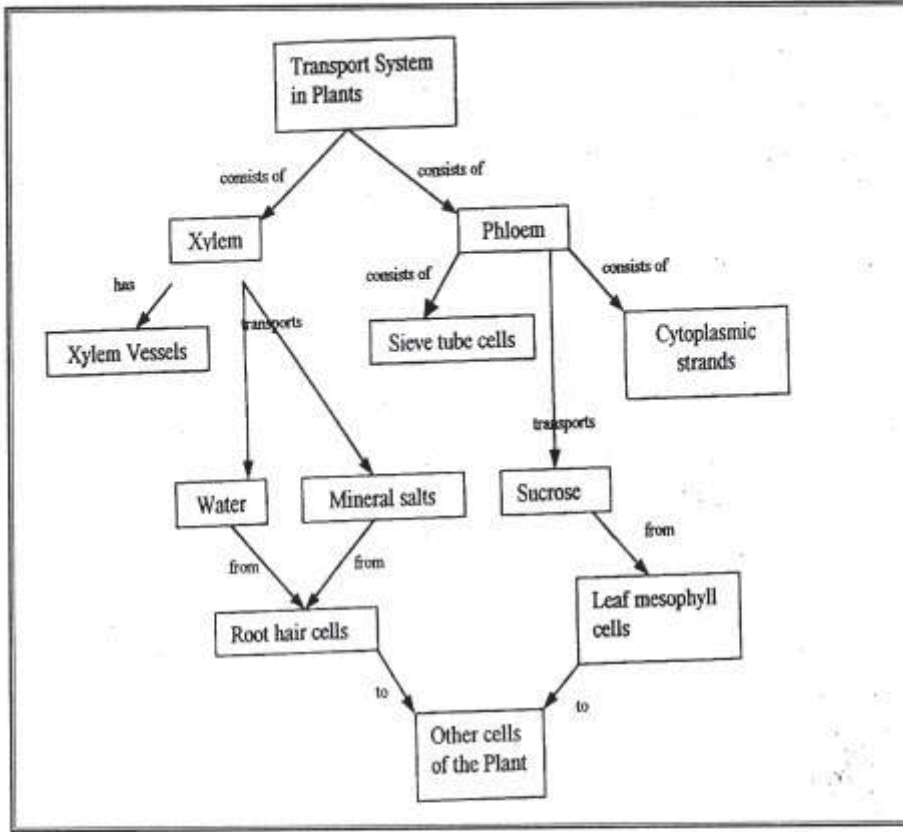 Transport System
in Plants
consists of
consists of
Xylem
Phloem
has
transports
consists of
consists of
Xylem Vessels
Sieve tube cells
Cytoplasmic
strands
transports
Water
Mineral salts
Sucrose
from
from
from
Root hair cells
Leaf mesophyll
cells
to
to
Other cells
of the Plant